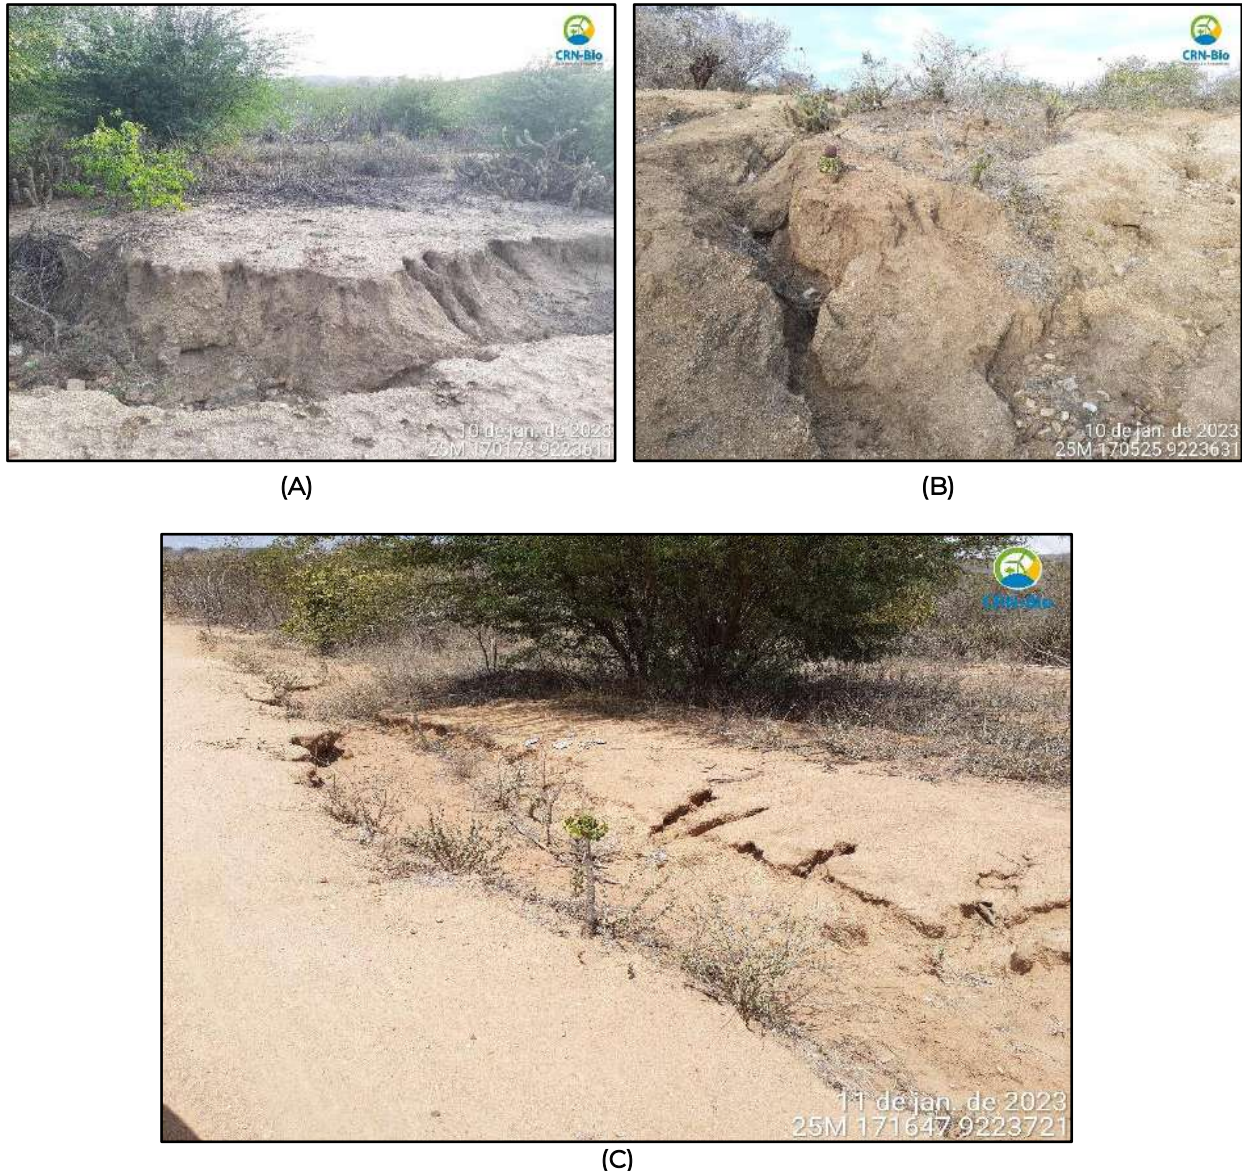 CRN-Bio
CRN-Bio
10 de jan. de 2023
25M 170173 9223611
10 de jan. de 2023
25M 170525 9223631
(A)
(B)
CRN-Bio
11 de jan. de 2023
25M 171647 9223721
(C)